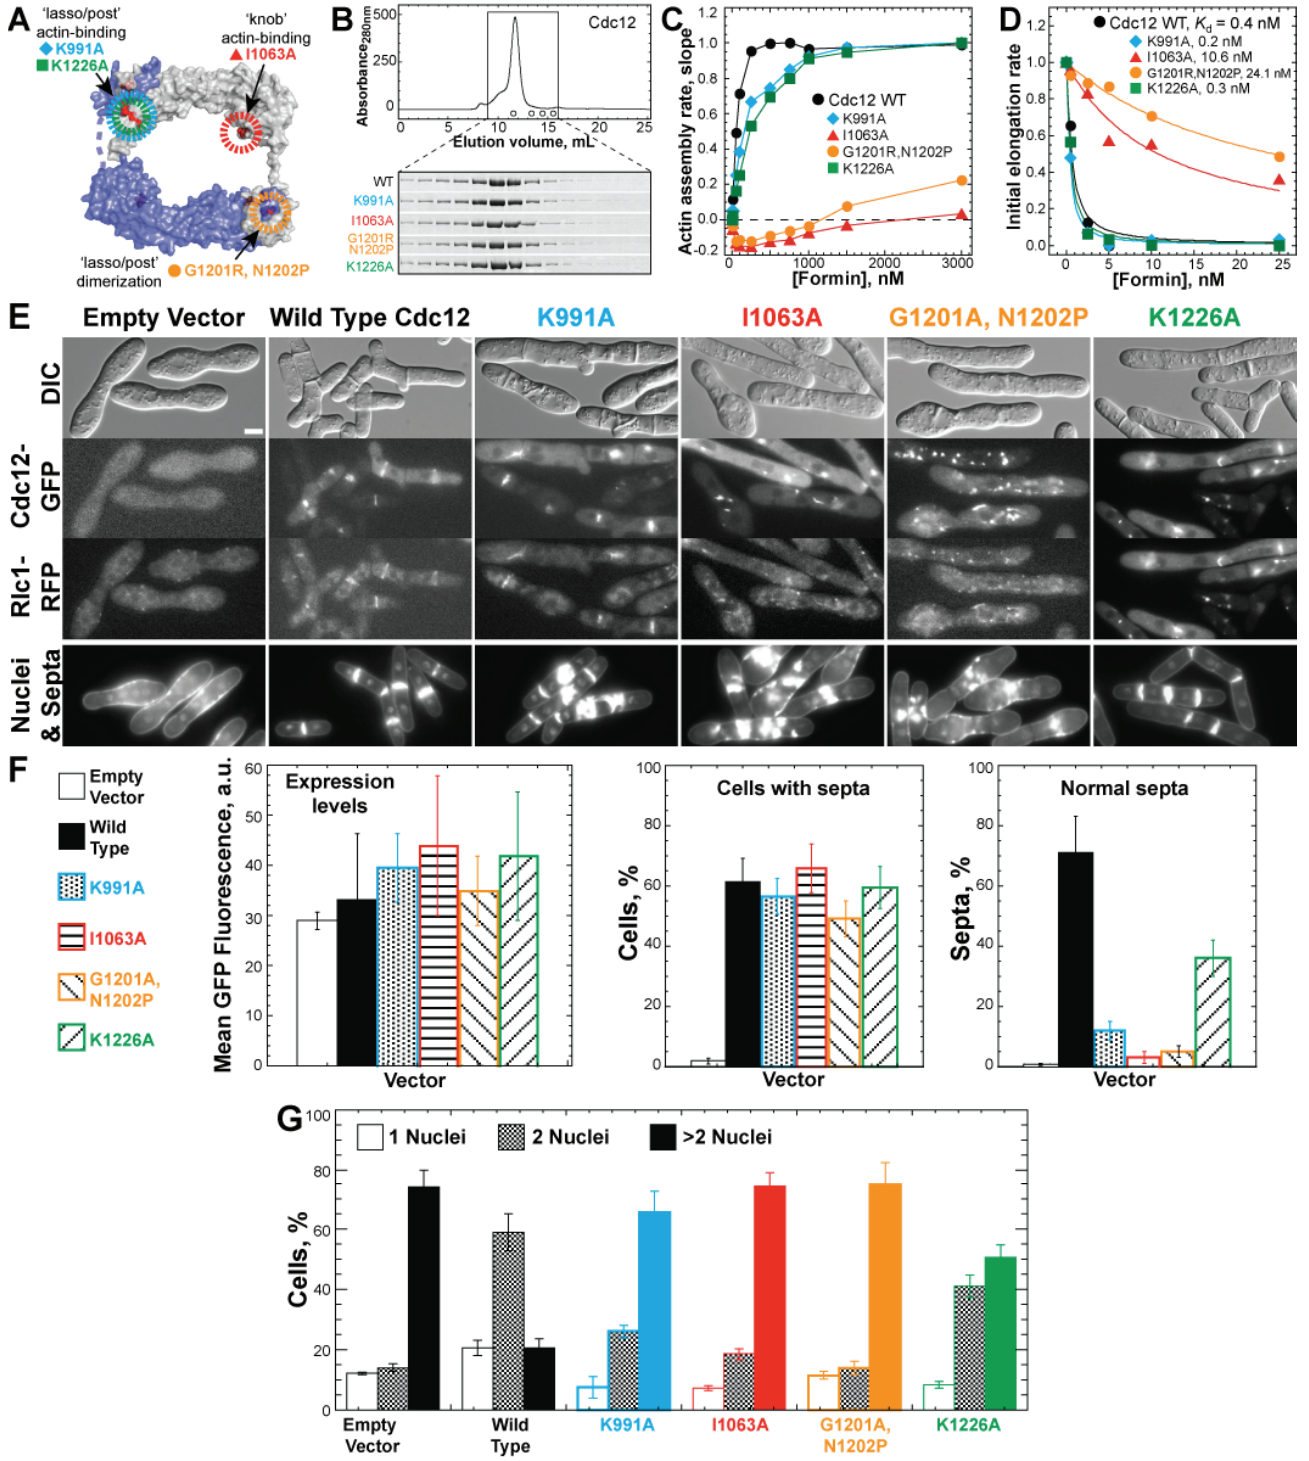 A
'lasso/post'
actin-binding
K991A
K1226A
'knob'
actin-binding
I1063A
'lasso/post'
dimerization
G1201R, N1202P
B
Cdc12
Absorbance280nm
500
250
0
0 5 10 15 20 25
Elution volume, mL
WT
K991A
I1063A
G1201R
N1202P
K1226A
C
Actin assembly rate, slope
1.0
0.8
0.6
0.4
0.2
0.0
-0.2
Cdc12 WT
K991A
I1063A
G1201R,N1202P
K1226A
0 1000 2000 3000
[Formin], nM
D
Initial elongation rate
1.0
0.8
0.6
0.4
0.2
0.0
Cdc12 WT, Kd = 0.4 nM
K991A, 0.2 nM
I1063A, 10.6 nM
G1201R,N1202P, 24.1 nM
K1226A, 0.3 nM
0 5 10 15 20 25
[Formin], nM
E
Empty Vector Wild Type Cdc12 K991A I1063A G1201A, N1202P K1226A
DIC
Cdc12-
GFP
Rlc1-
RFP
Nuclei
& Septa
F
Empty
Vector
Wild
Type
K991A
I1063A
G1201A,
N1202P
K1226A
Mean GFP Fluorescence, a.u.
60
50
40
30
20
10
0
Expression
levels
Vector
Cells, %
100
80
60
40
20
0
Cells with septa
Vector
Septa, %
100
80
60
40
20
0
Normal septa
Vector
G
Cells, %
100
80
60
40
20
0
1 Nuclei
2 Nuclei
>2 Nuclei
Empty
Vector
Wild
Type
K991A
I1063A
G1201A,
N1202P
K1226A